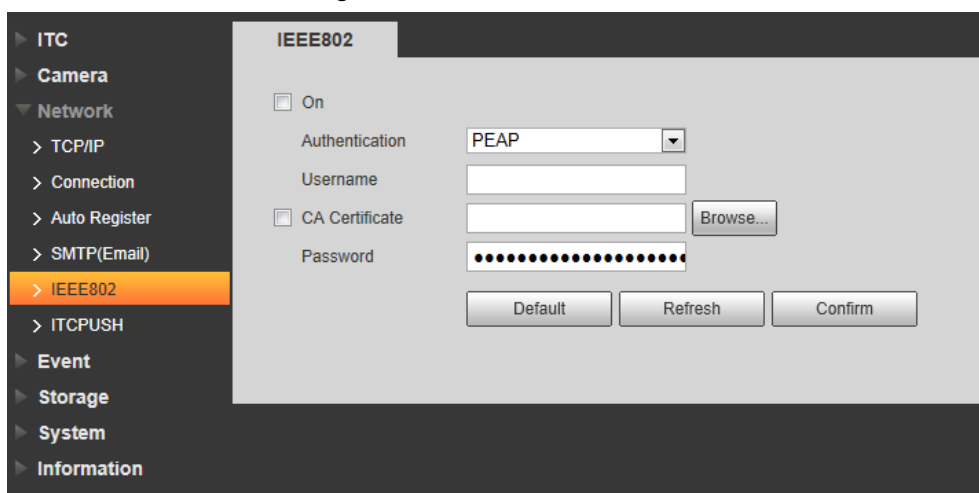 ITC
Camera
Network
TCP/IP
Connection
Auto Register
SMTP(Email)
IEEE802
ITCPUSH
Event
Storage
System
Information
IEEE802
On
Authentication PEAP
Username
CA Certificate Browse...
Password ●●●●●●●●●●●●●●●●●●●●
Default Refresh Confirm